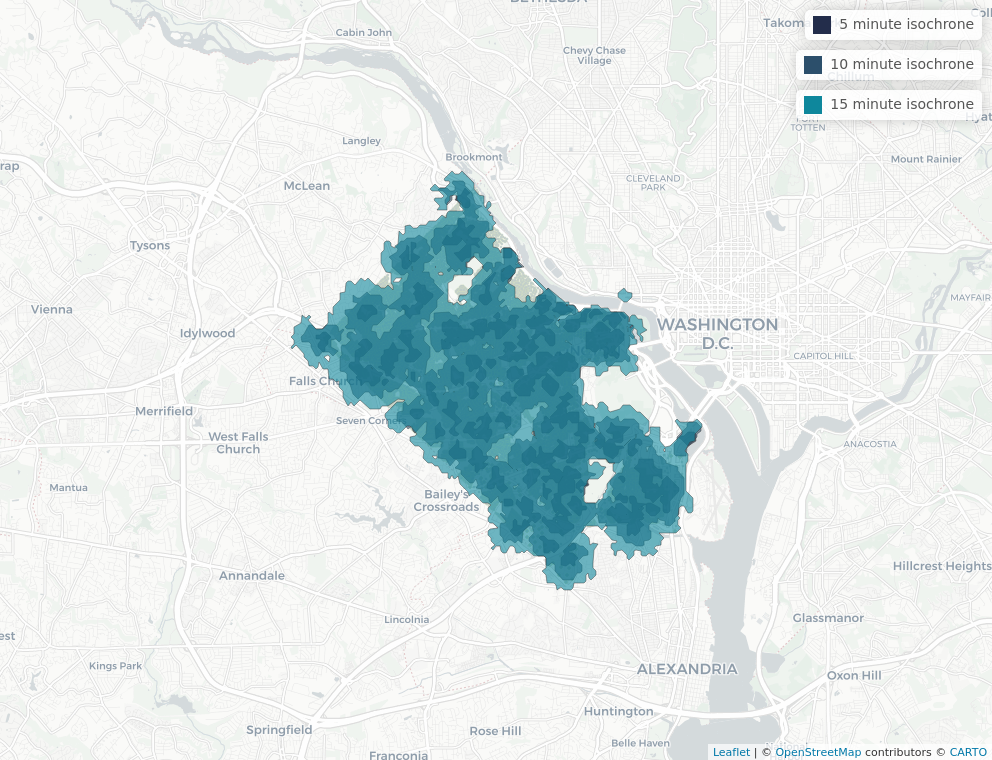 BETHESDA
Cabin John
Takoma
5 minute isochrone
Chevy Chase
Village
10 minute isochrone
Chillum
15 minute isochrone
FORT
TOTTEN
Langley
Brookmont
Mount Rainier
McLean
CLEVELAND
PARK
Tysons
Vienna
MAYFAIR
WASHINGTON
D.C.
Idylwood
CAPITOL HILL
Falls Church
Merrifield
Seven Corners
West Falls
Church
ANACOSTIA
Mantua
Bailey's
Crossroads
Annandale
Hillcrest Heights
Lincolnia
Glassmanor
Kings Park
ALEXANDRIA
Oxon Hill
Huntington
Springfield
Rose Hill
Belle Haven
Franconia
Leaflet | © OpenStreetMap contributors © CARTO